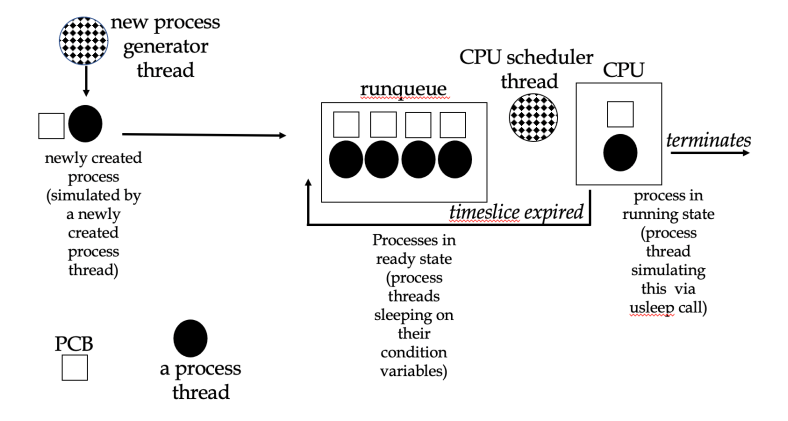 new process
generator
thread
CPU scheduler
thread
CPU
runqueue
terminates
newly created
process
(simulated by
a newly
created
process
thread)
timeslice expired
Processes in
ready state
(process
threads
sleeping on
their
condition
variables)
process in
running state
(process
thread
simulating
this via
usleep call)
PCB
a process
thread